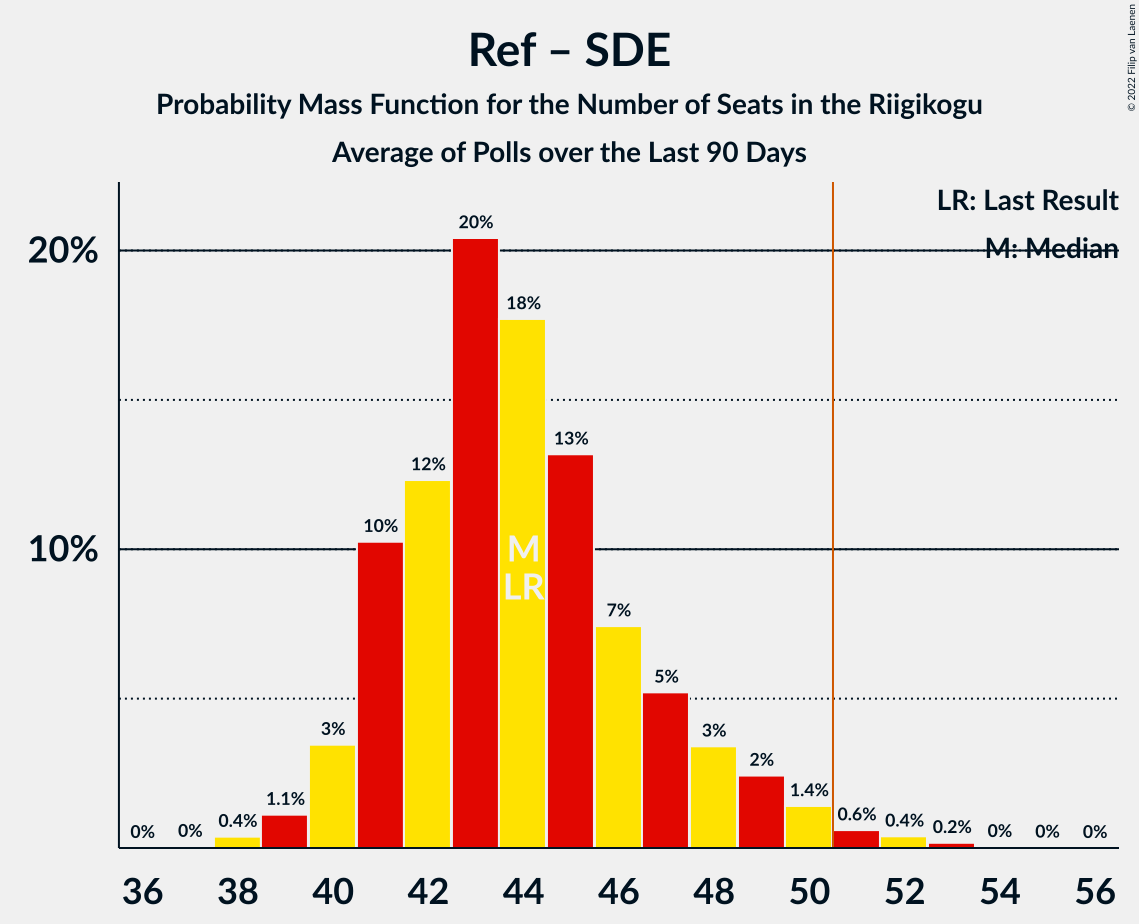 Ref – SDE
Probability Mass Function for the Number of Seats in the Riigikogu
Average of Polls over the Last 90 Days
© 2022 Filip van Laenen
LR: Last Result
M: Median
20%
10%
0%
0%
0.4%
1.1%
3%
10%
12%
20%
18%
13%
7%
5%
3%
2%
1.4%
0.6%
0.4%
0.2%
0%
0%
0%
M
LR
36 38 40 42 44 46 48 50 52 54 56